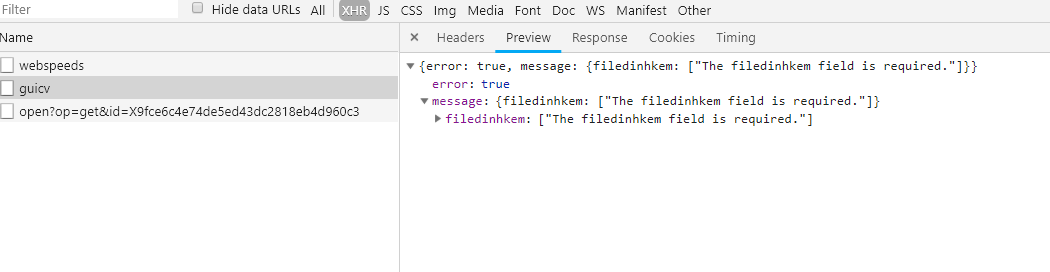 Filter Hide data URLs All XHR JS CSS Img Media Font Doc WS Manifest Other
Name
webspeeds
guicv
open?op=get&id=X9fce6c4e74de5ed43dc2818eb4d960c3
× Headers Preview Response Cookies Timing
{error: true, message: {filedinhkem: ["The filedinhkem field is required."]}}
error: true
message: {filedinhkem: ["The filedinhkem field is required."]}
filedinhkem: ["The filedinhkem field is required."]